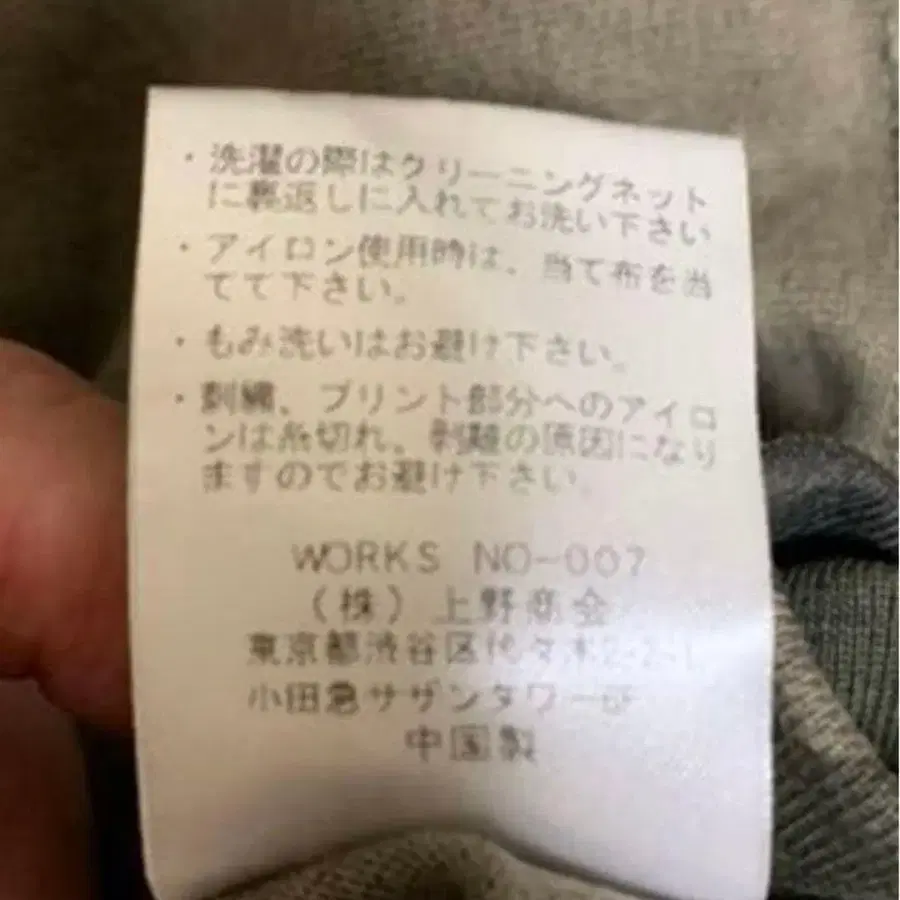 ・洗濯の際はクリーニングネット
に裏返しに入れてお洗い下さい
・アイロン使用時は、当て布を当
てて下さい。
・もみ洗いはお避け下さい。
・刺繍、プリント部分へのアイロ
ンは糸切れ、剥離の原因になり
ますのでお避け下さい。
WORKS NO-007
(株) 上野商会
東京都渋谷区代々木2-2-1
小田急サザンタワー
中国製